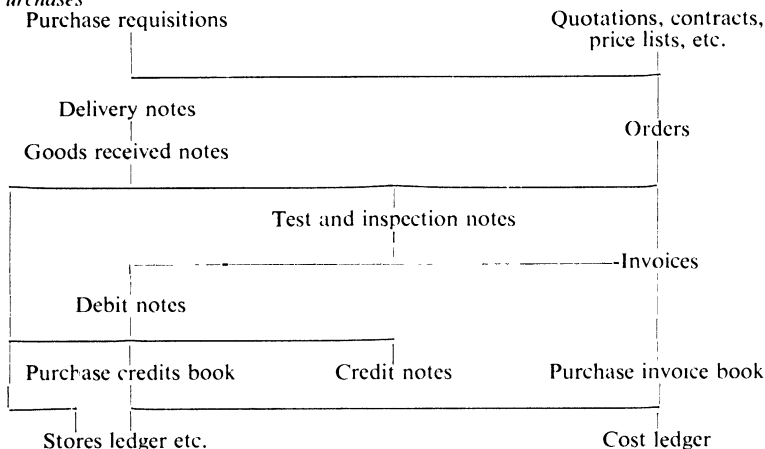 urchases
Purchase requisitions
Quotations, contracts,
price lists, etc.
Delivery notes
Orders
Goods received notes
Test and inspection notes
Invoices
Debit notes
Purchase credits book
Credit notes
Purchase invoice book
Stores ledger etc.
Cost ledger